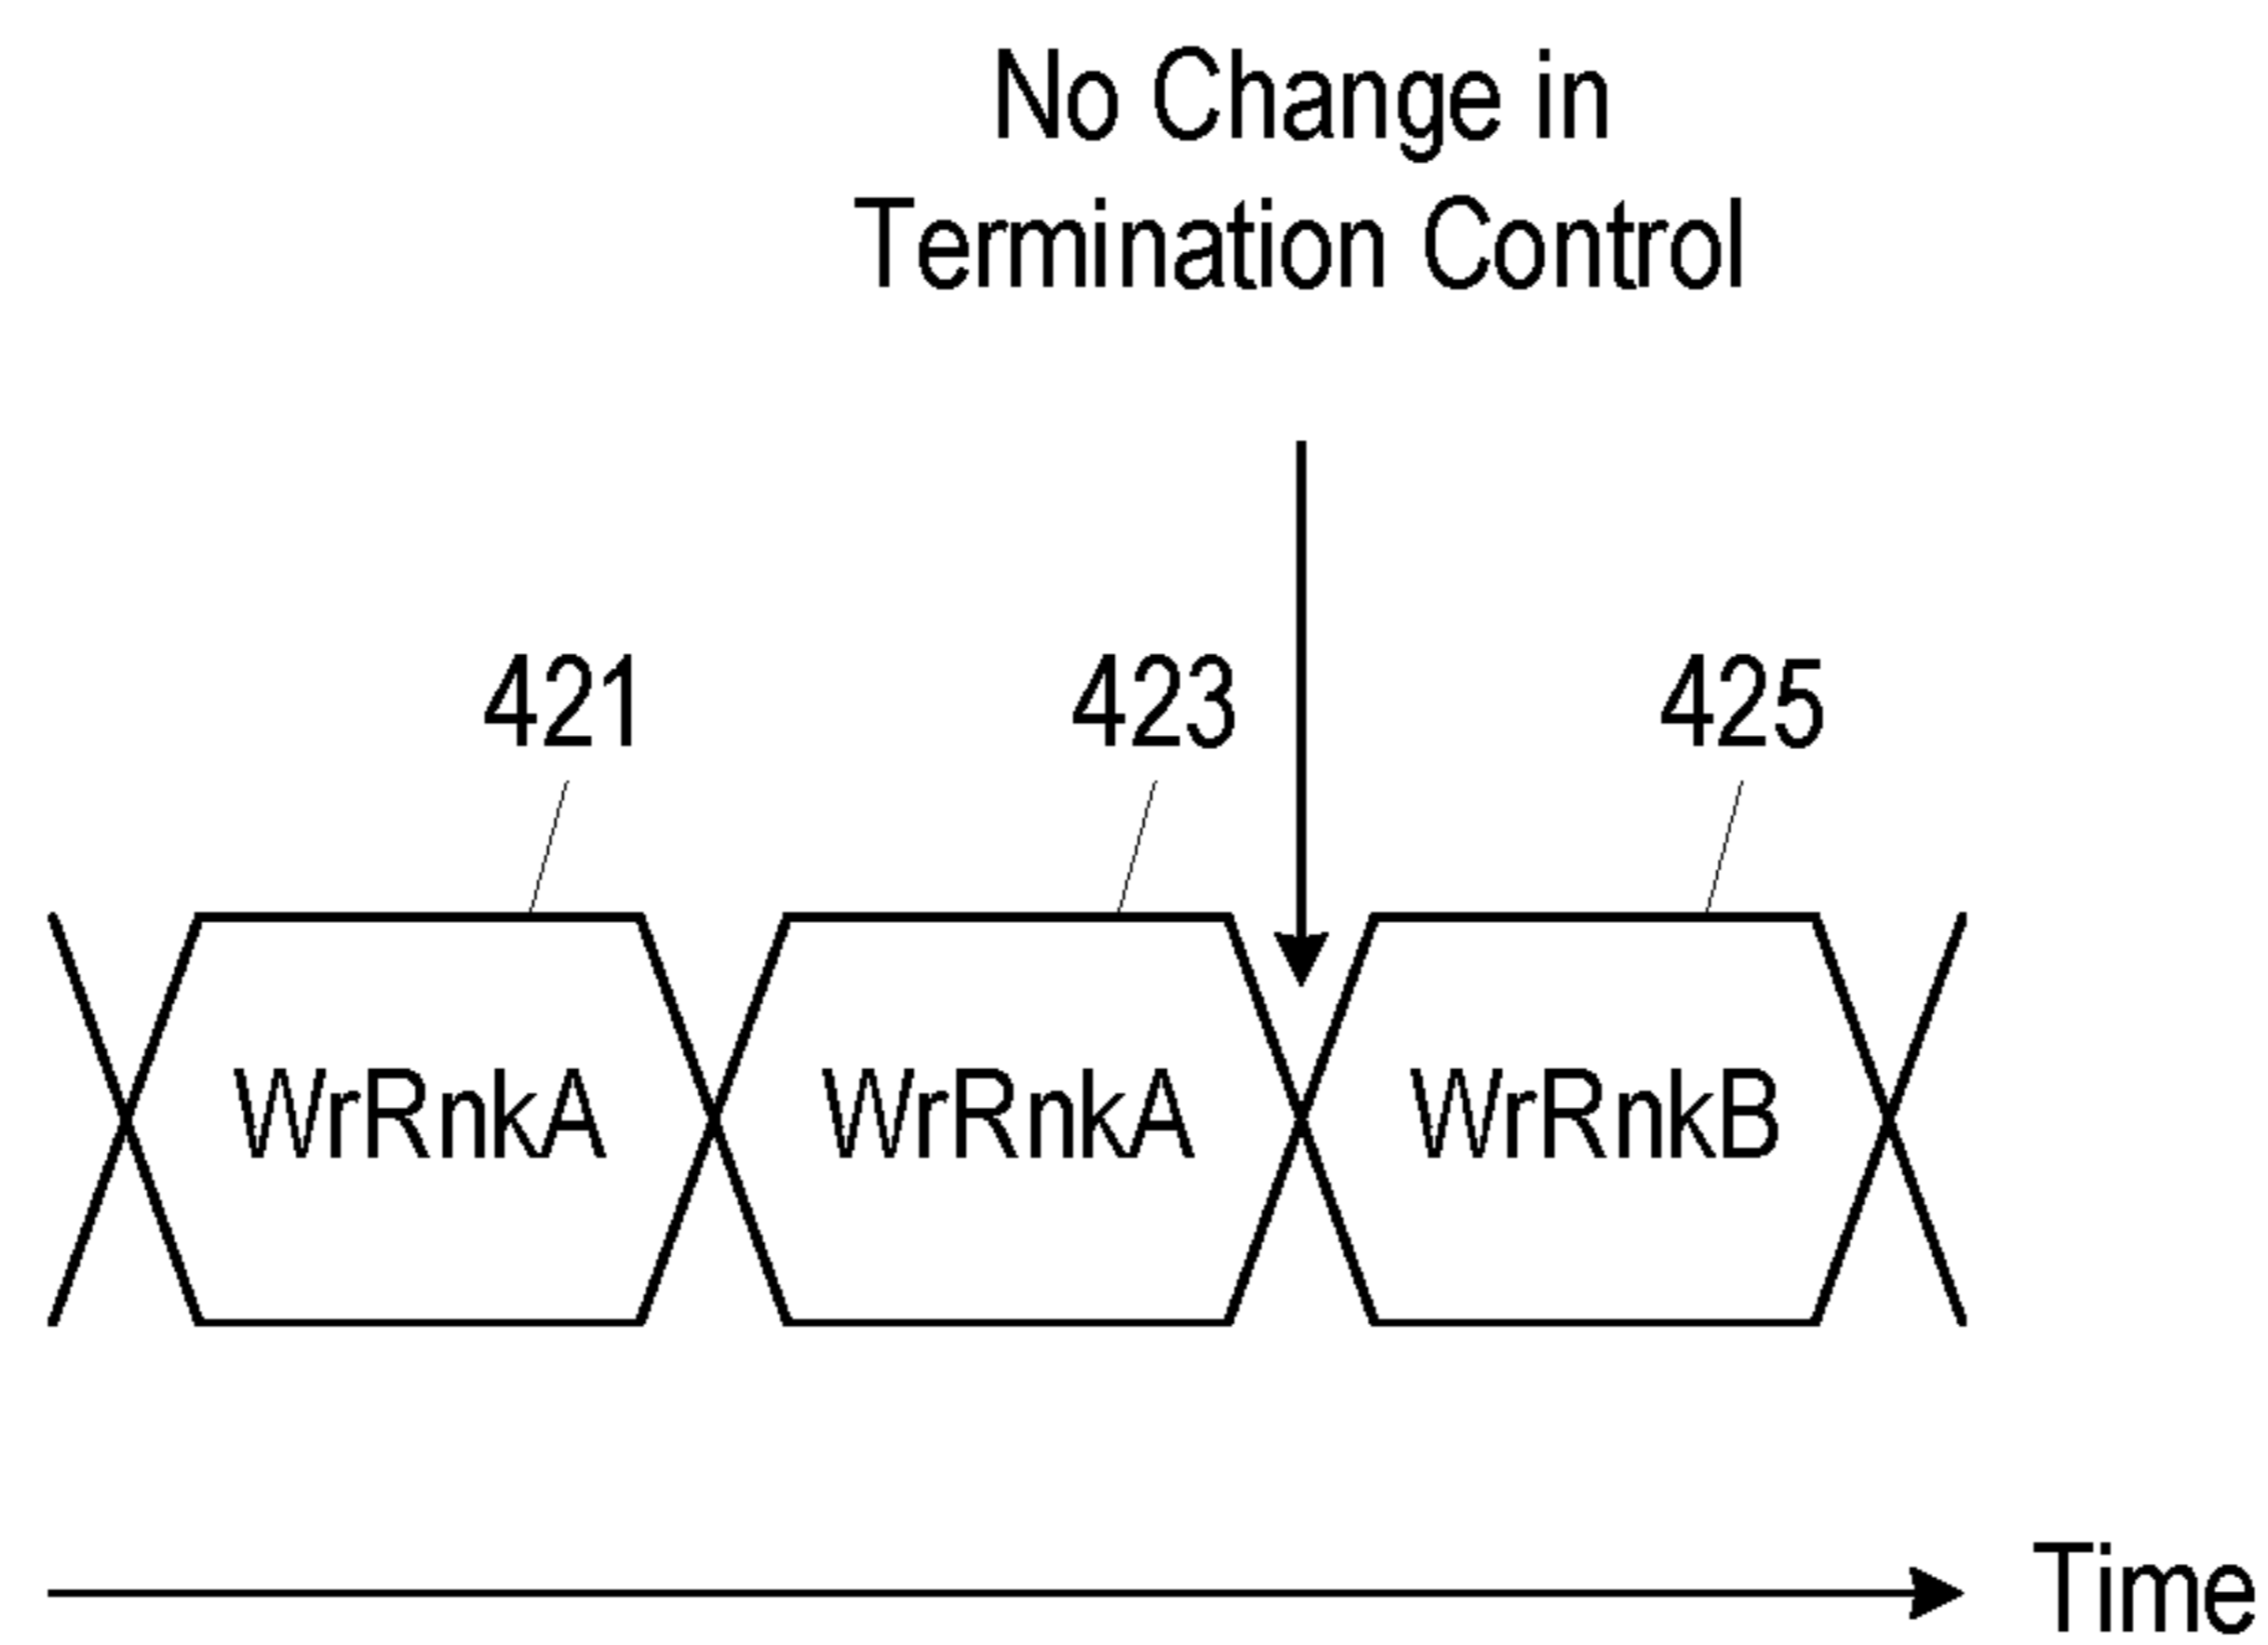 No Change in
Termination Control
421
423
425
WrRnkA
WrRnkA
WrRnkB
Time